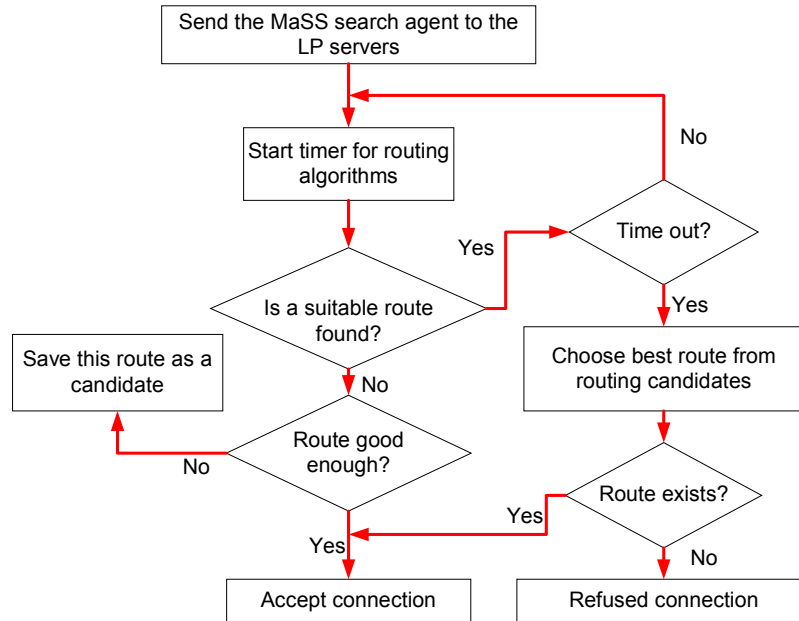 Send the MaSS search agent to the
LP servers
No
Start timer for routing
algorithms
Time out?
Yes
Is a suitable route
found?
Yes
Save this route as a
candidate
Choose best route from
routing candidates
No
Route good
enough?
No
Route exists?
Yes
Yes
No
Accept connection
Refused connection